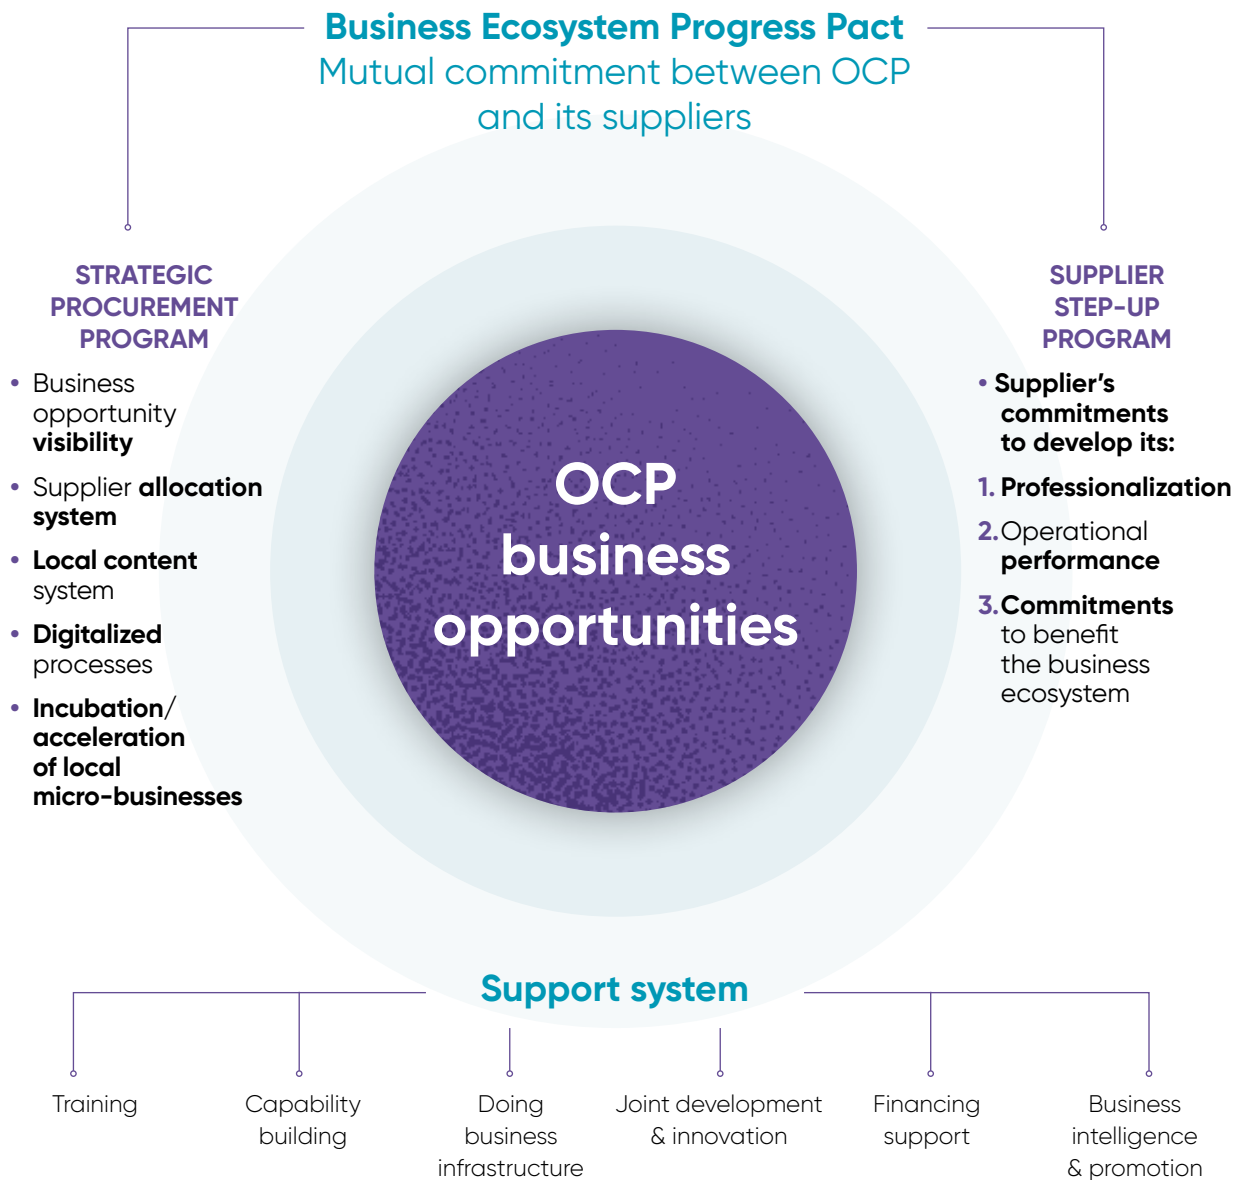 Business Ecosystem Progress Pact
Mutual commitment between OCP
and its suppliers
STRATEGIC
PROCUREMENT
PROGRAM
• Business
opportunity
visibility
• Supplier allocation
system
• Local content
system
• Digitalized
processes
• Incubation/
acceleration
of local
micro-businesses
OCP
business
opportunities
SUPPLIER
STEP-UP
PROGRAM
• Supplier’s
commitments
to develop its:
1. Professionalization
2. Operational
performance
3. Commitments
to benefit
the business
ecosystem
Support system
Training
Capability
building
Doing
business
infrastructure
Joint development
& innovation
Financing
support
Business
intelligence
& promotion